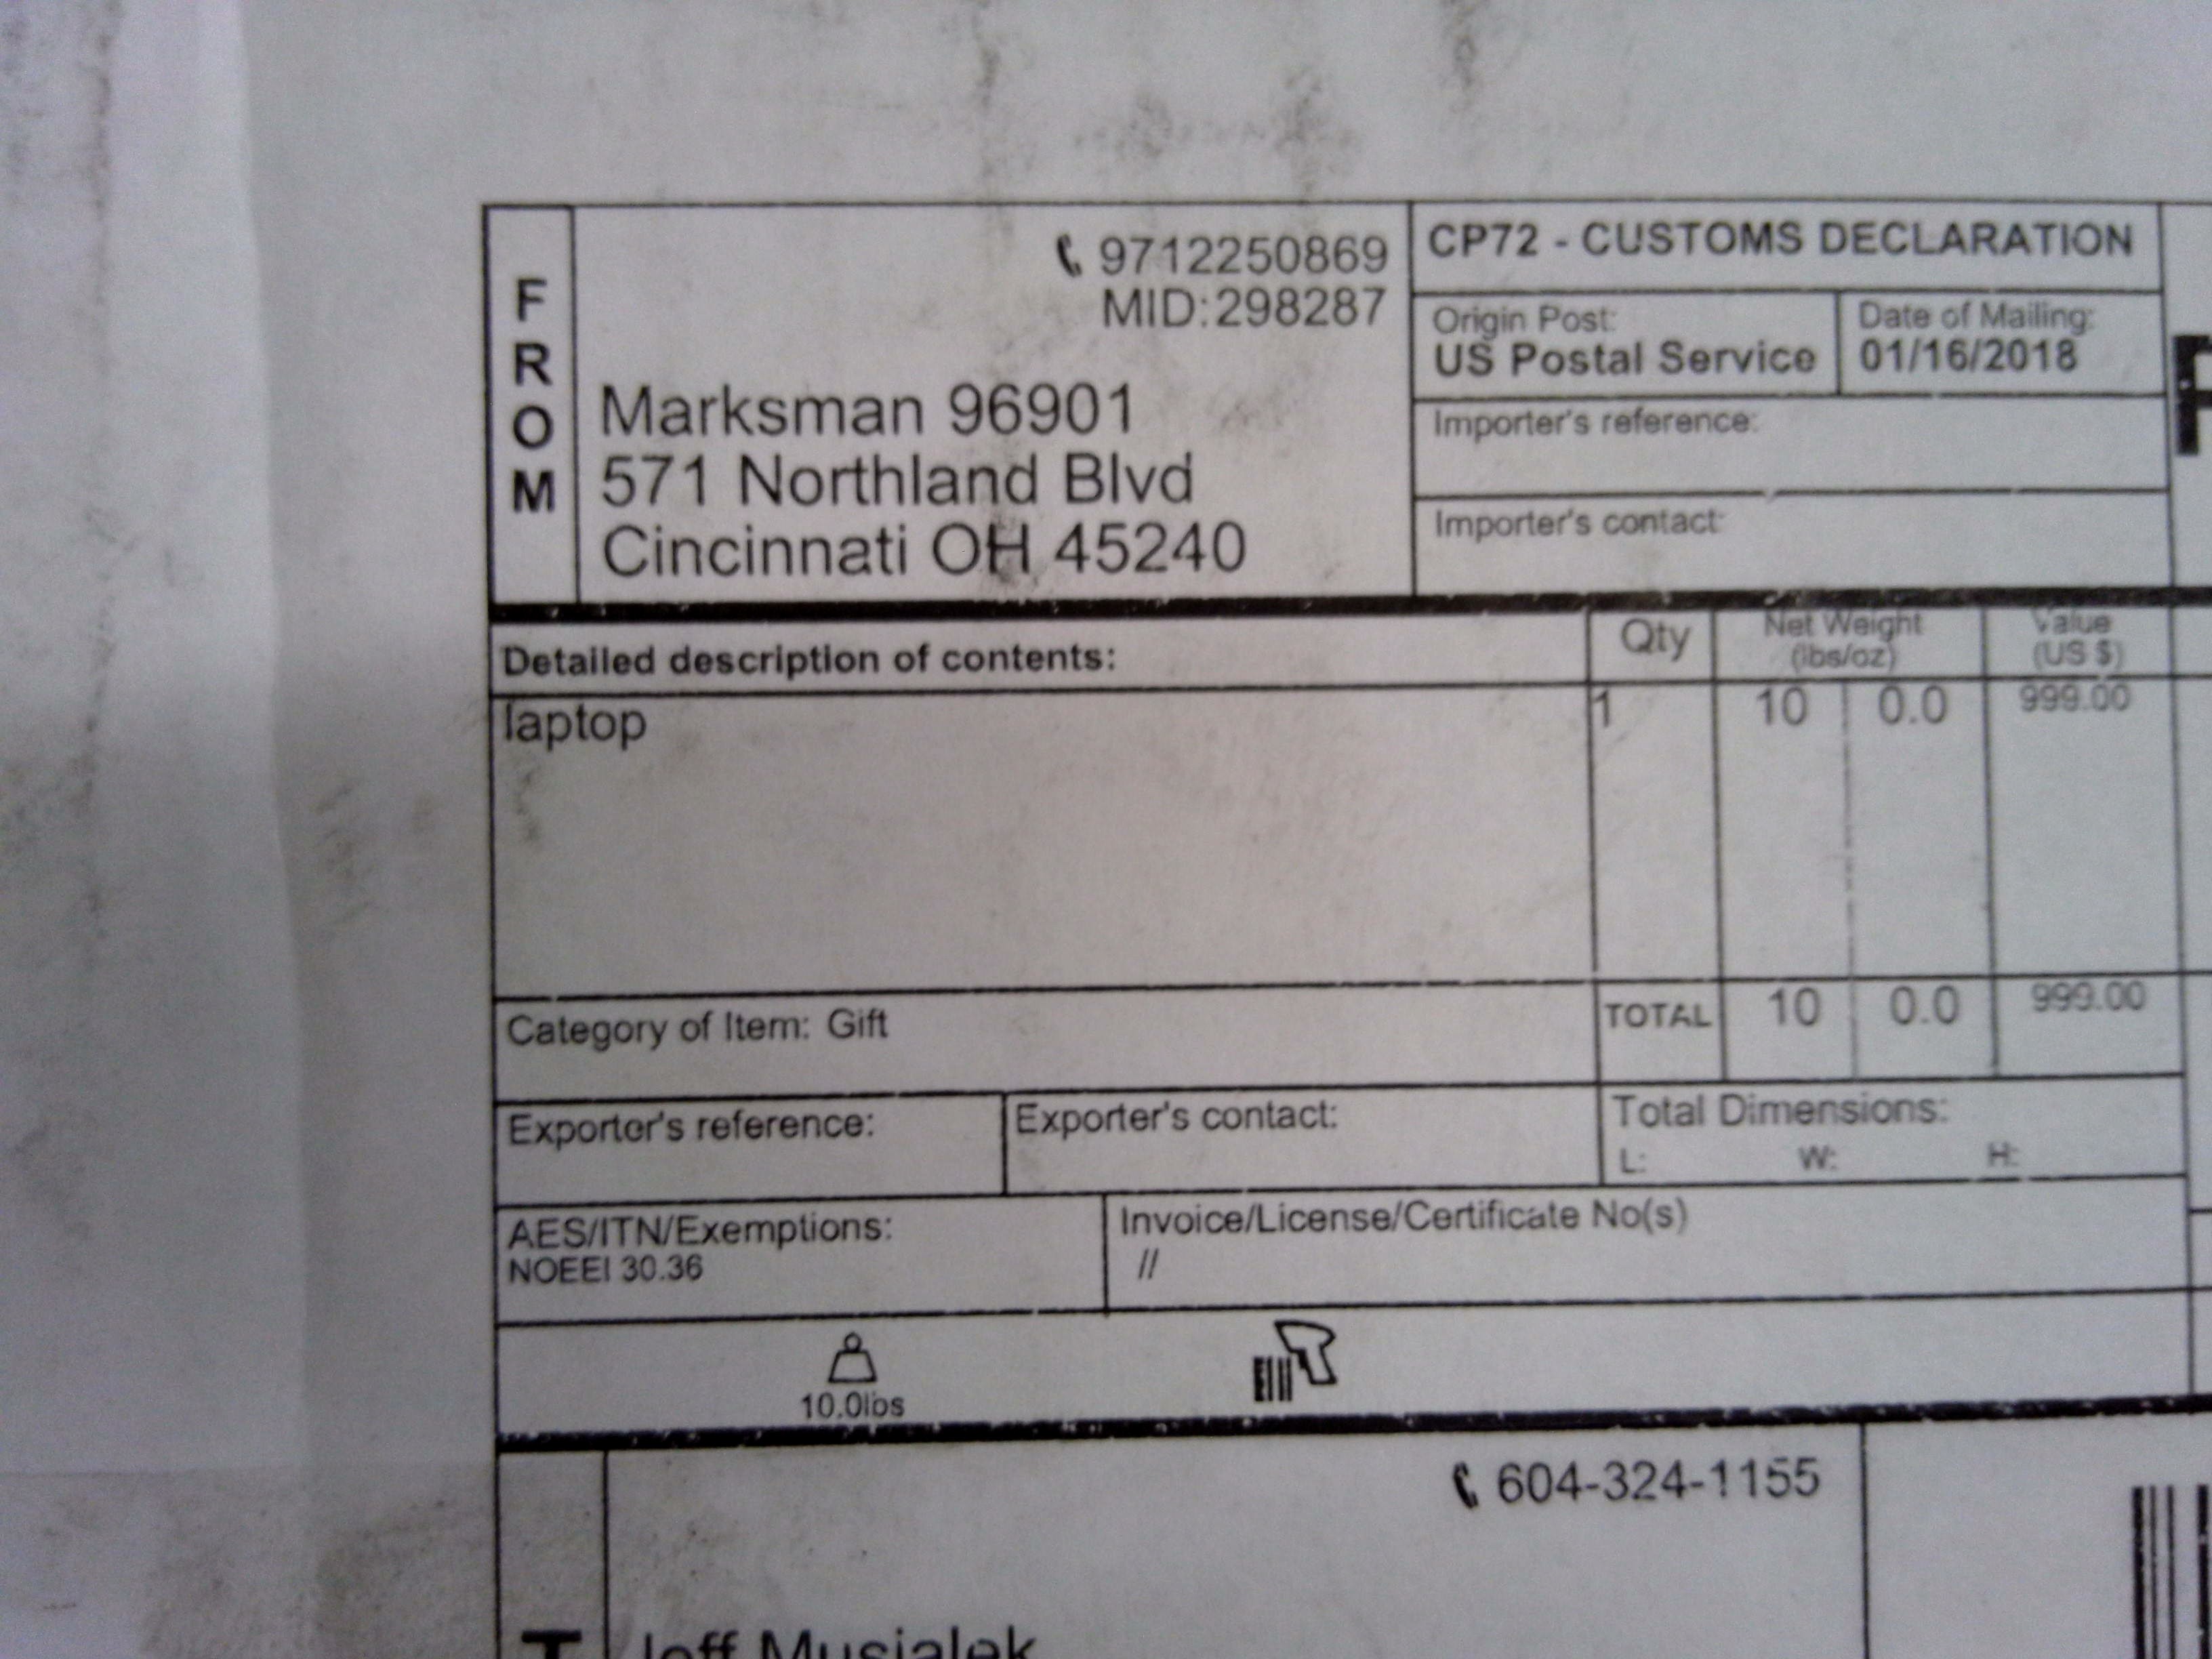 FROM
9712250869
MID:298287
Marksman 96901
571 Northland Blvd
Cincinnati OH 45240
CP72 - CUSTOMS DECLARATION
Origin Post:
US Postal Service
Date of Mailing:
01/16/2018
Importer's reference:
Importer's contact:
Detailed description of contents:
Qty
Net Weight
(lbs/oz)
Value
(US $)
laptop
1 10 0.0 999.00
Category of Item: Gift
TOTAL 10 0.0 999.00
Exporter's reference:
Exporter's contact:
Total Dimensions:
L: W: H:
AES/ITN/Exemptions:
NOEEI 30.36
Invoice/License/Certificate No(s)
//
10.0lbs
604-324-1155
T
Jeff Musialek